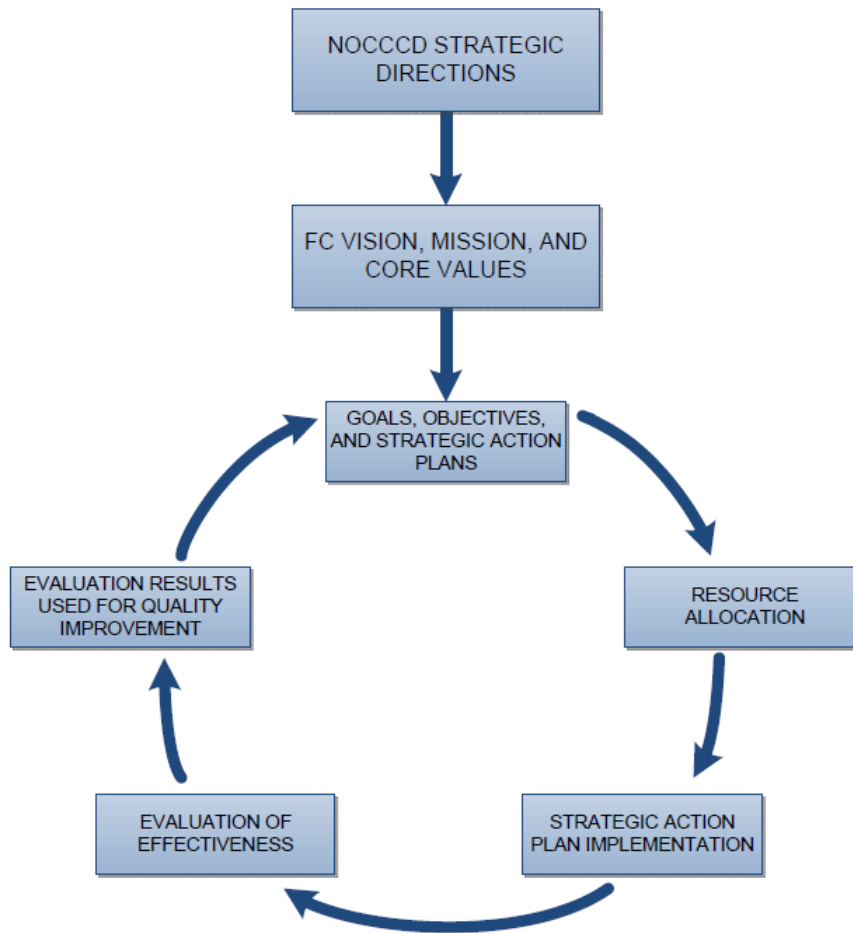 NOCCCD STRATEGIC
DIRECTIONS
FC VISION, MISSION, AND
CORE VALUES
GOALS, OBJECTIVES,
AND STRATEGIC ACTION
PLANS
EVALUATION RESULTS
USED FOR QUALITY
IMPROVEMENT
RESOURCE
ALLOCATION
EVALUATION OF
EFFECTIVENESS
STRATEGIC ACTION
PLAN IMPLEMENTATION